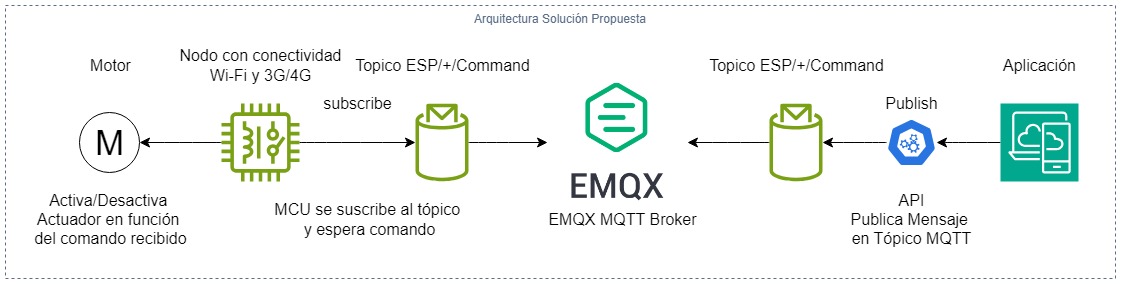 Arquitectura Solución Propuesta
Motor
Nodo con conectividad
Wi-Fi y 3G/4G
Topico ESP/+/Command
Topico ESP/+/Command
Aplicación
subscribe
Publish
M
EMQX
Activa/Desactiva
Actuador en función
del comando recibido
MCU se suscribe al tópico
y espera comando
EMQX MQTT Broker
API
Publica Mensaje
en Tópico MQTT